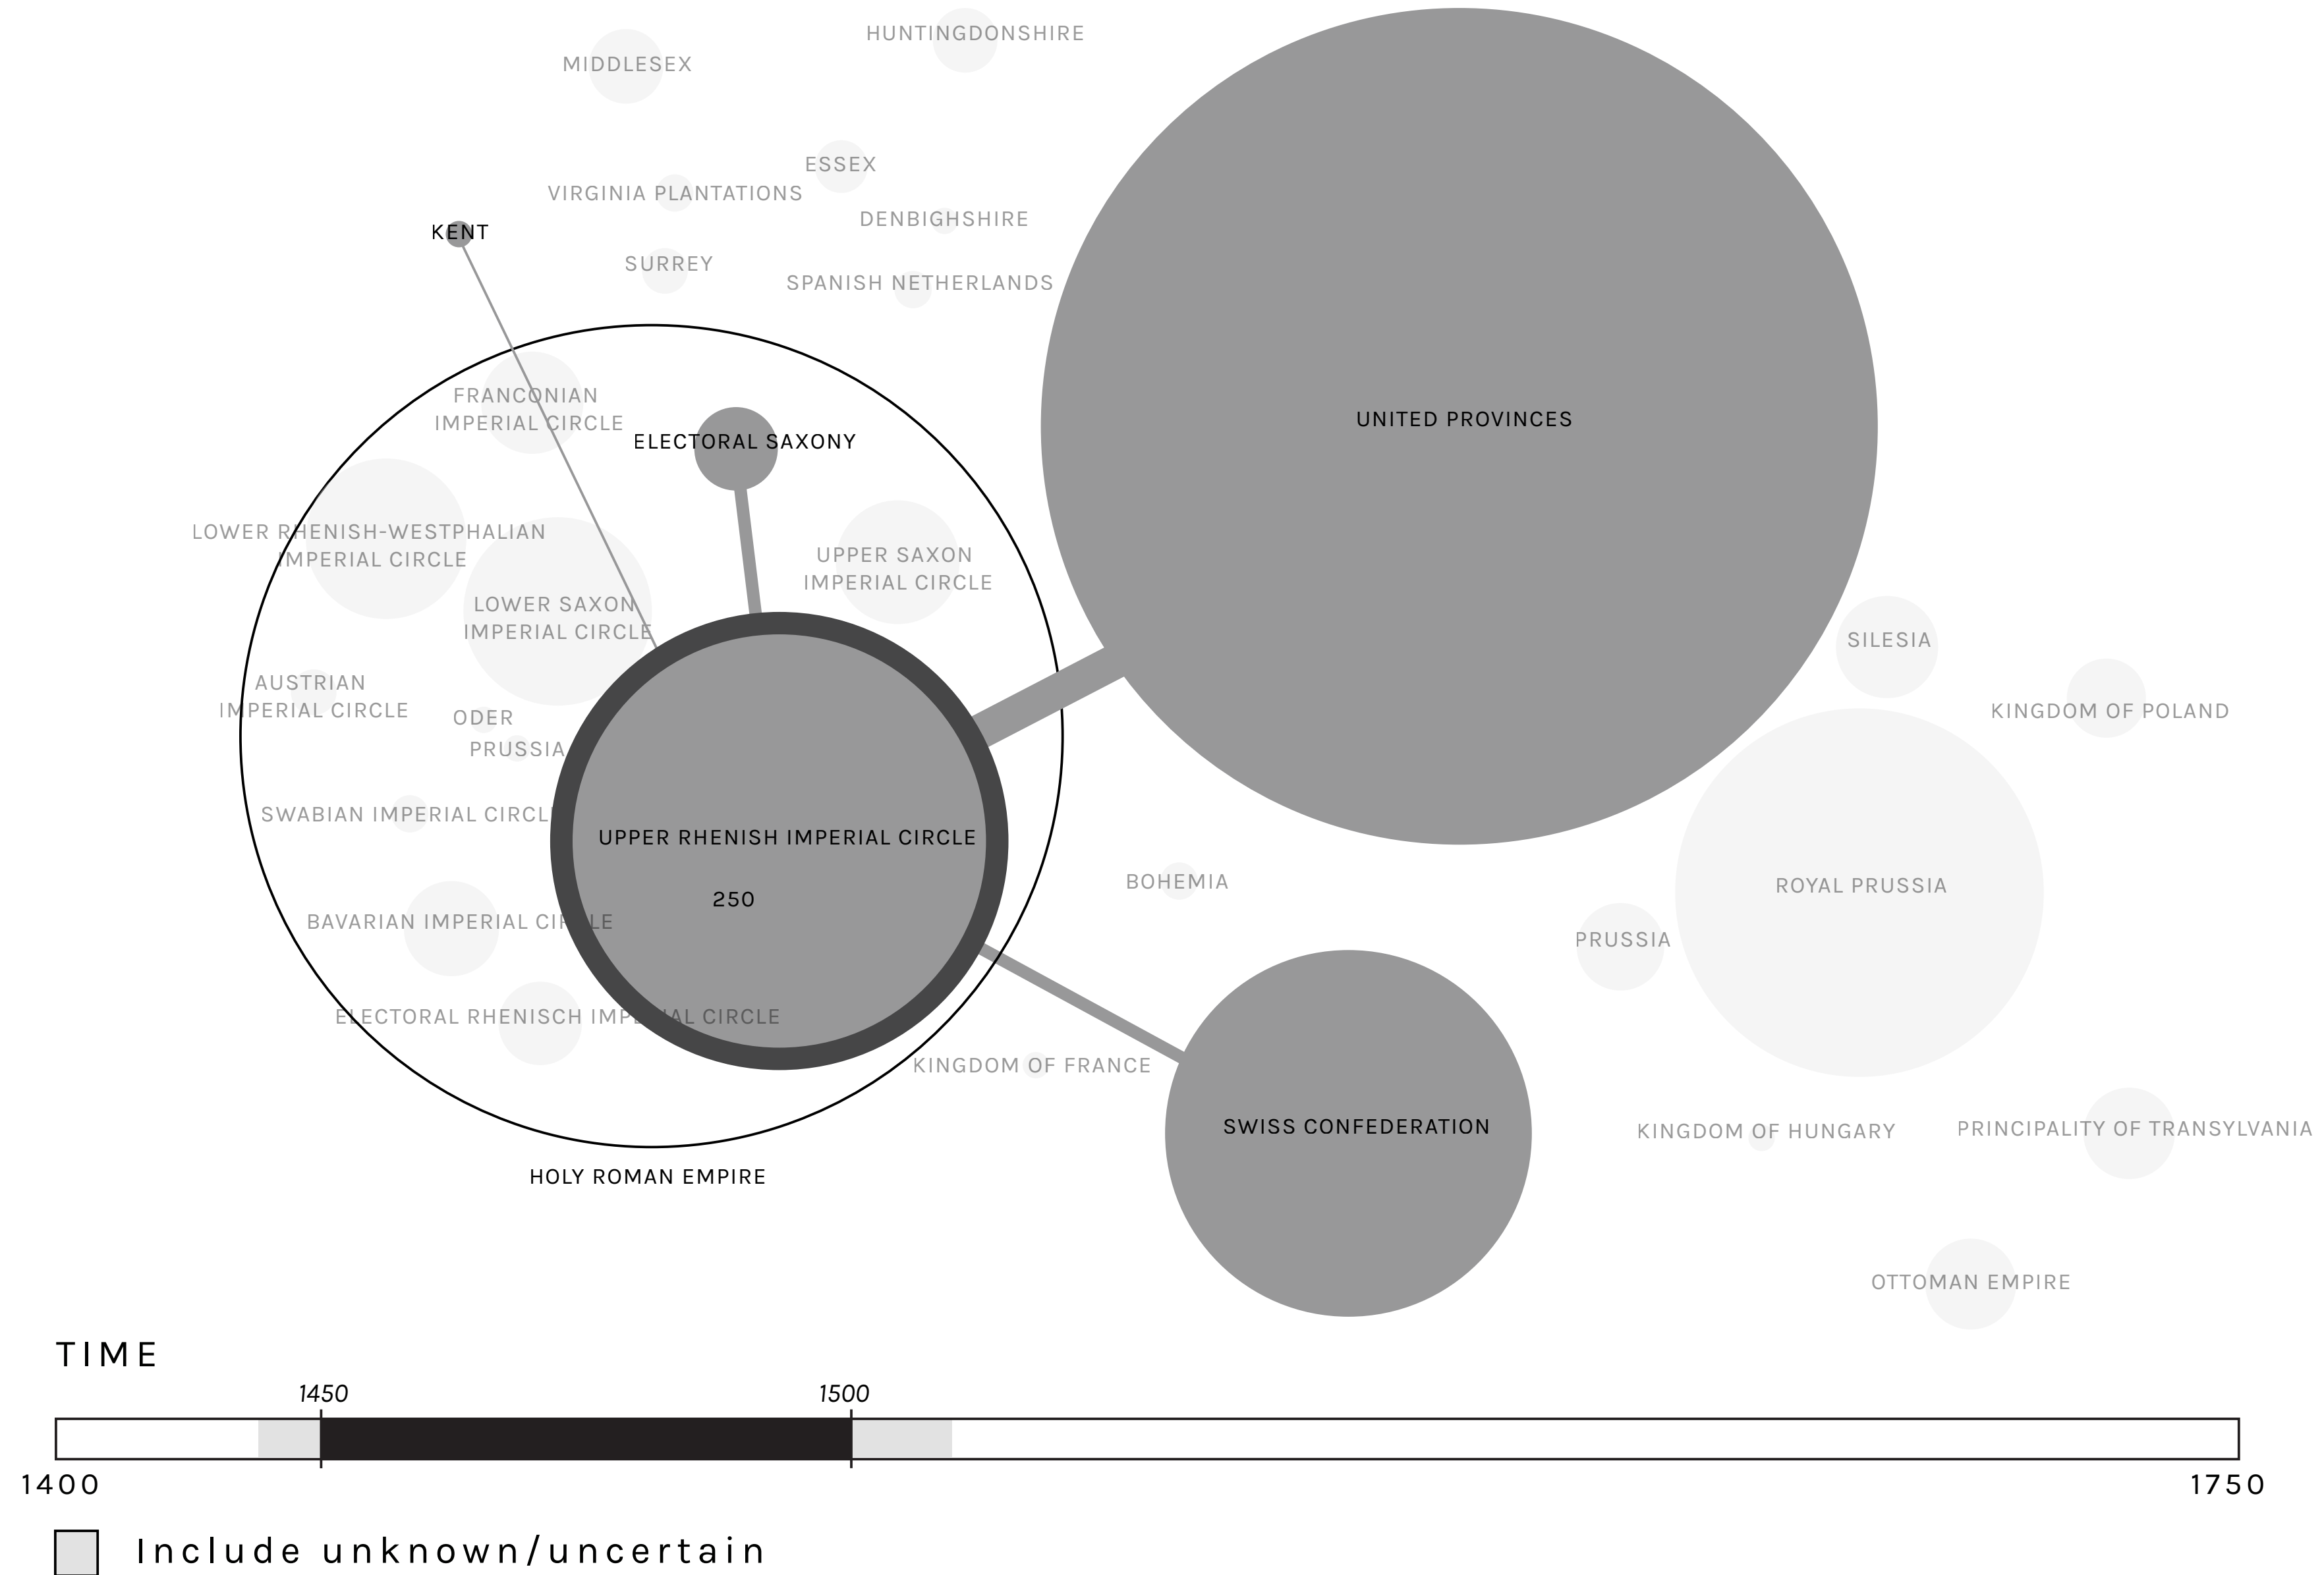 HUNTINGDONSHIRE
MIDDLESEX
ESSEX
VIRGINIA PLANTATIONS
DENBIGHSHIRE
KENT
SURREY
SPANISH NETHERLANDS
FRANCONIAN
IMPERIAL CIRCLE
ELECTORAL SAXONY
UNITED PROVINCES
LOWER RHENISH-WESTPHALIAN
IMPERIAL CIRCLE
UPPER SAXON
IMPERIAL CIRCLE
LOWER SAXON
IMPERIAL CIRCLE
SILESIA
AUSTRIAN
IMPERIAL CIRCLE
ODER
PRUSSIA
KINGDOM OF POLAND
SWABIAN IMPERIAL CIRCL
UPPER RHENISH IMPERIAL CIRCLE
250
BOHEMIA
ROYAL PRUSSIA
BAVARIAN IMPERIAL CIRCLE
PRUSSIA
ELECTORAL RHENISCH IMPERIAL CIRCLE
KINGDOM OF FRANCE
SWISS CONFEDERATION
KINGDOM OF HUNGARY
PRINCIPALITY OF TRANSYLVANIA
HOLY ROMAN EMPIRE
OTTOMAN EMPIRE
TIME
1450
1500
1400
1750
Include unknown/uncertain